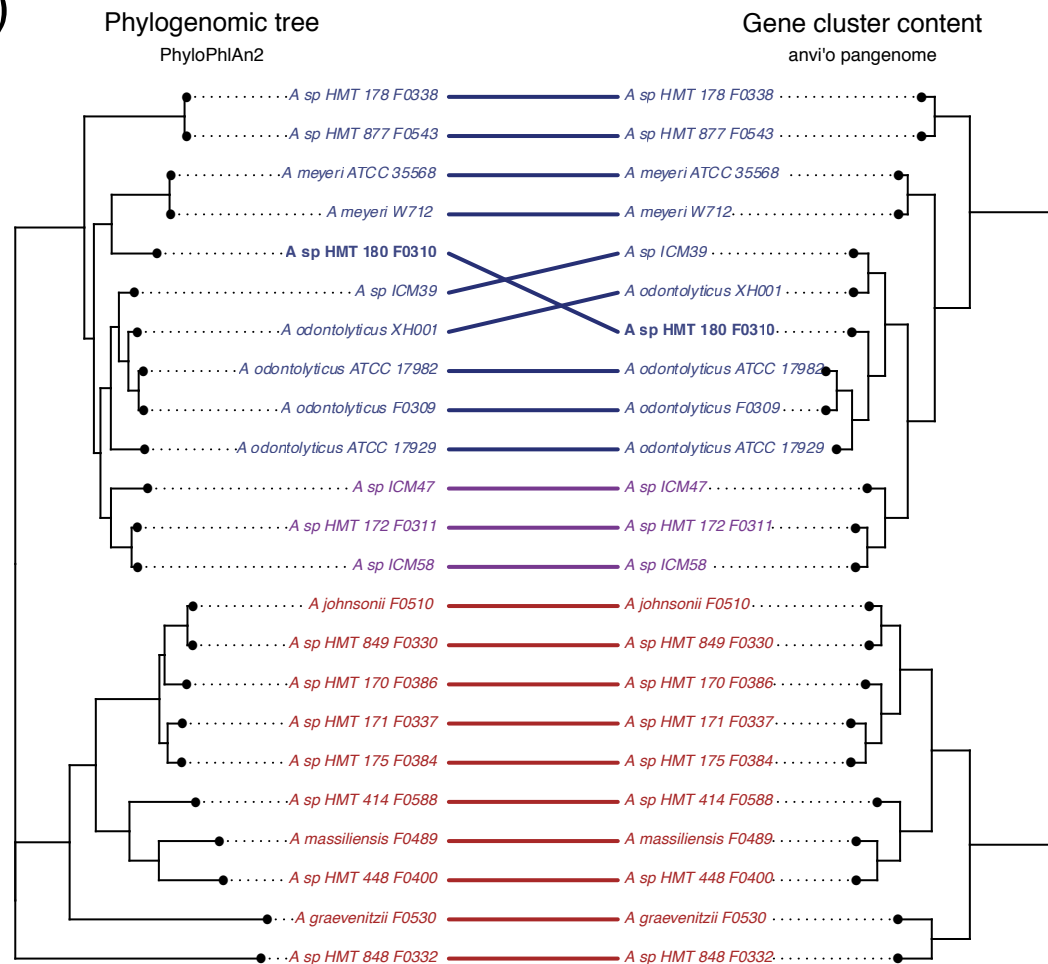 )
Phylogenomic tree
PhyloPhlAn2
Gene cluster content
anvi'o pangenome
A sp HMT 178 F0338 A sp HMT 178 F0338
A sp HMT 877 F0543 A sp HMT 877 F0543
A meyeri ATCC 35568 A meyeri ATCC 35568
A meyeri W712 A meyeri W712
A sp HMT 180 F0310 A sp ICM39
A sp ICM39 A odontolyticus XH001
A odontolyticus XH001 A sp HMT 180 F0310
A odontolyticus ATCC 17982 A odontolyticus ATCC 17982
A odontolyticus F0309 A odontolyticus F0309
A odontolyticus ATCC 17929 A odontolyticus ATCC 17929
A sp ICM47 A sp ICM47
A sp HMT 172 F0311 A sp HMT 172 F0311
A sp ICM58 A sp ICM58
A johnsonii F0510 A johnsonii F0510
A sp HMT 849 F0330 A sp HMT 849 F0330
A sp HMT 170 F0386 A sp HMT 170 F0386
A sp HMT 171 F0337 A sp HMT 171 F0337
A sp HMT 175 F0384 A sp HMT 175 F0384
A sp HMT 414 F0588 A sp HMT 414 F0588
A massiliensis F0489 A massiliensis F0489
A sp HMT 448 F0400 A sp HMT 448 F0400
A graevenitzii F0530 A graevenitzii F0530
A sp HMT 848 F0332 A sp HMT 848 F0332